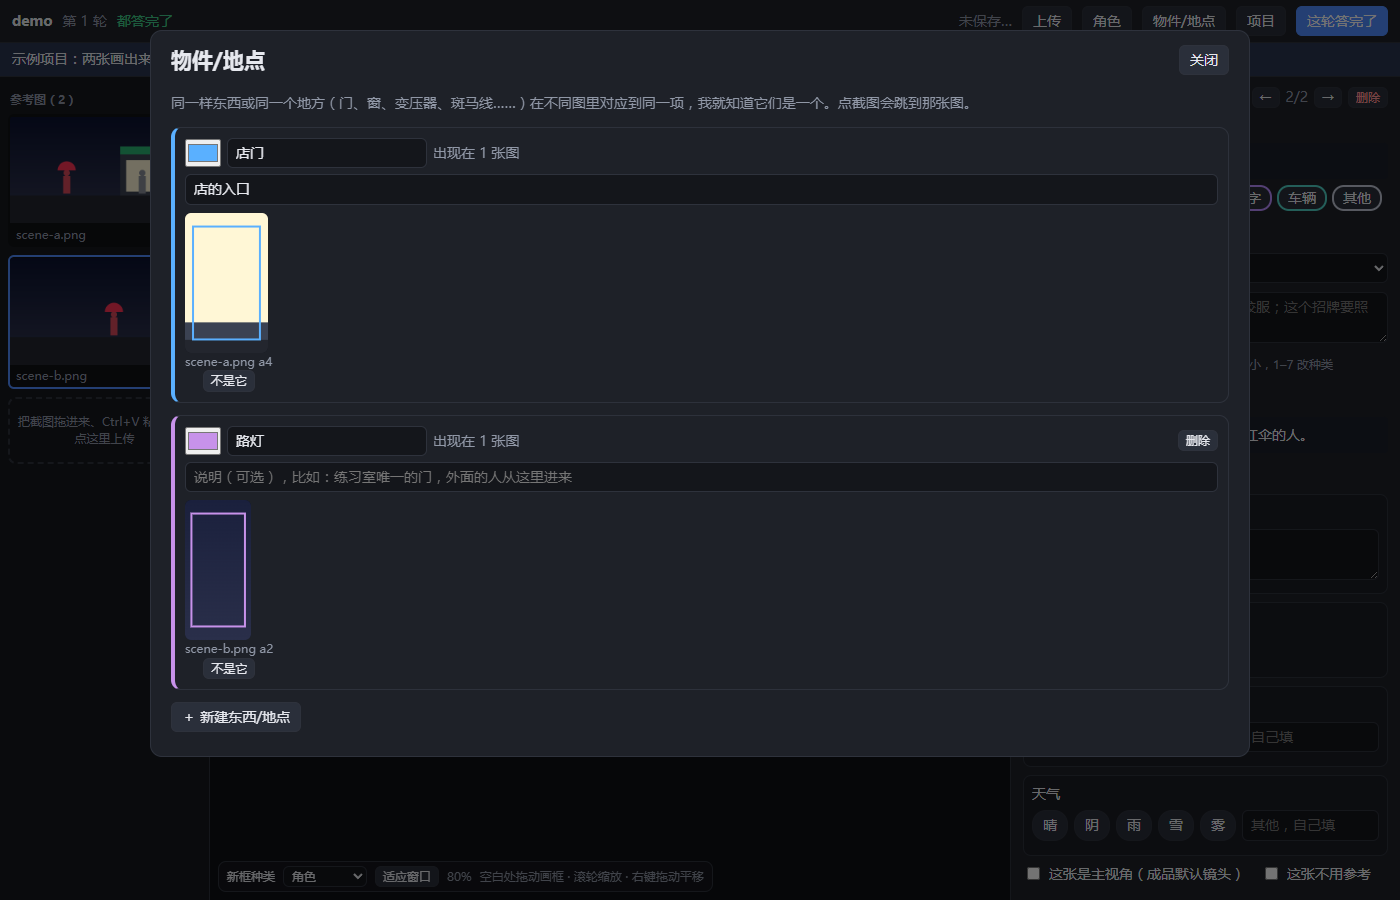 demo 第 1 轮 都答完了 未保存... 上传 角色 物件/地点 项目 这轮答完了
示例项目：两张画出来
参考图 ( 2 )
scene-a.png
scene-b.png
把截图拖进来、Ctrl+V 粘
点这里上传
物件/地点
关闭
同一样东西或同一个地方（门、窗、变压器、斑马线……）在不同图里对应到同一项，我就知道它们是一个。点截图会跳到那张图。
店门 出现在 1 张图
店的入口
scene-a.png a4
不是它
路灯 出现在 1 张图 删除
说明（可选），比如：练习室唯一的门，外面的人从这里进来
scene-b.png a2
不是它
+ 新建东西/地点
← 2/2 → 删除
字 车辆 其他
校服；这个招牌要照
小，1–7 改种类
红伞的人。
自己填
天气
晴 阴 雨 雪 雾 其他，自己填
这张是主视角（成品默认镜头） 这张不用参考
新框种类 角色 适应窗口 80% 空白处拖动画框 · 滚轮缩放 · 右键拖动平移